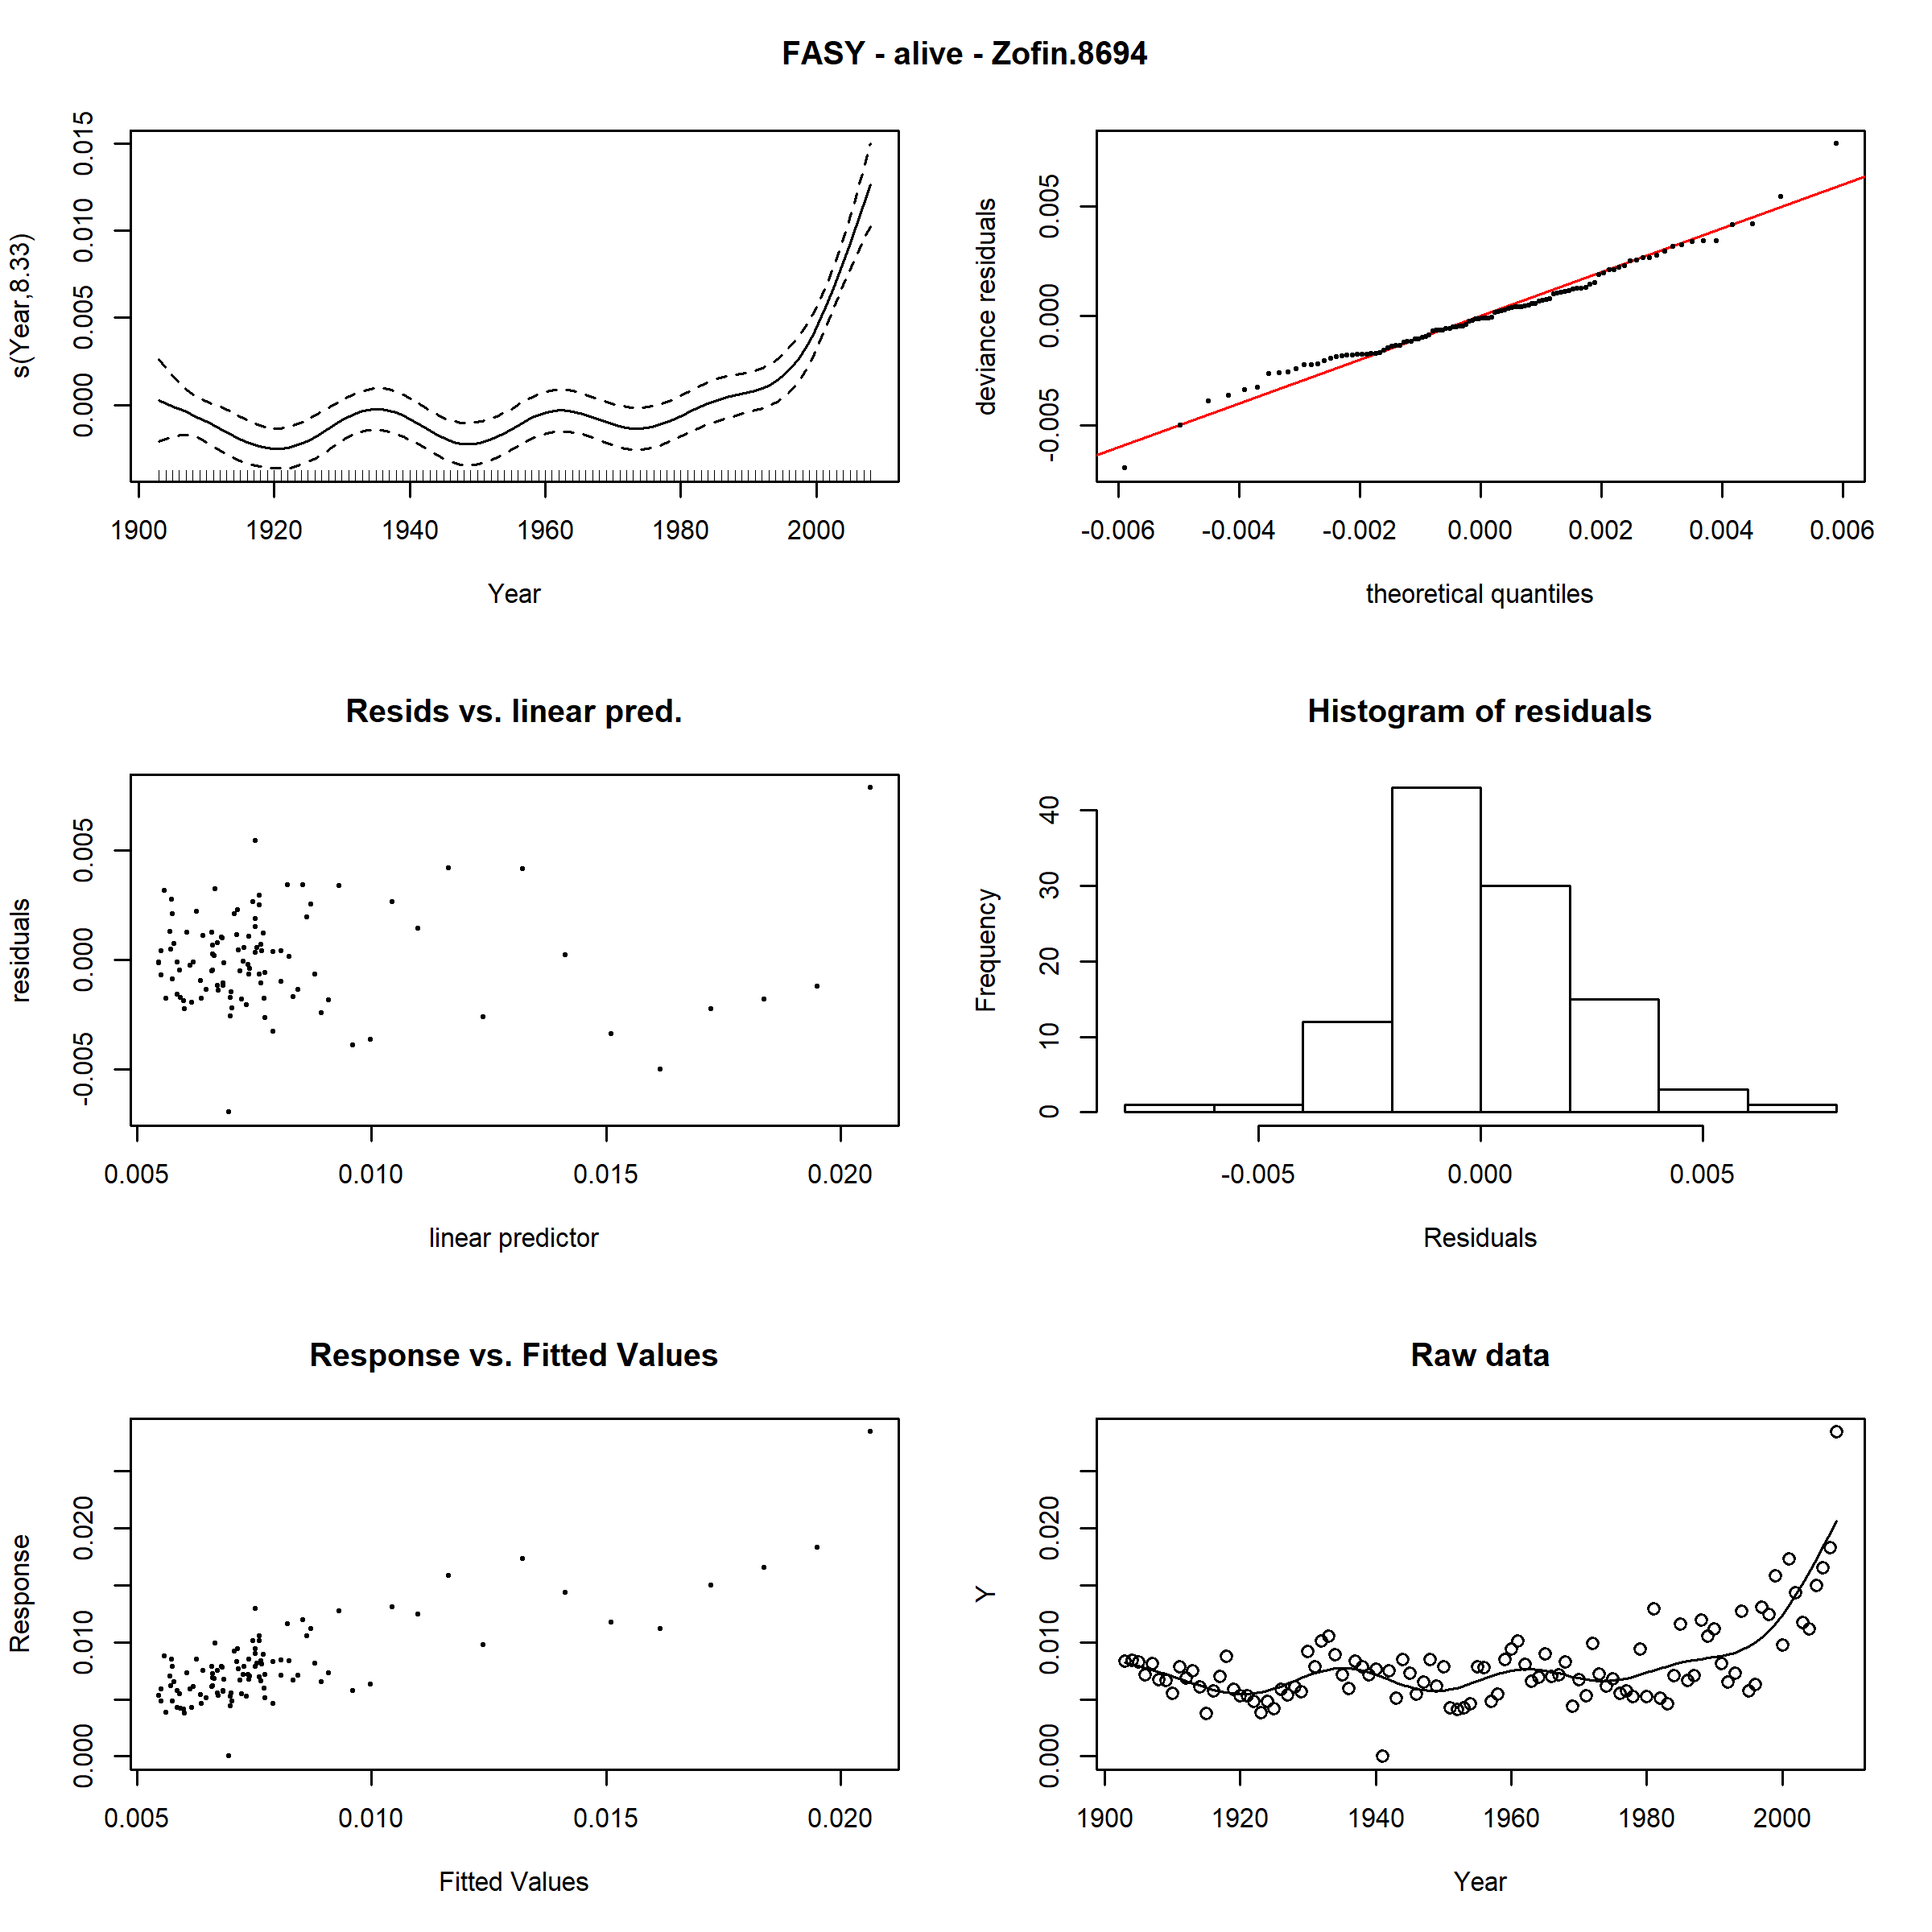 FASY - alive - Zofin.8694
s(Year,8.33)
0.000 0.005 0.010 0.015
1900 1920 1940 1960 1980 2000
Year
deviance residuals
-0.005 0.000 0.005
-0.006 -0.004 -0.002 0.000 0.002 0.004 0.006
theoretical quantiles
Resids vs. linear pred.
residuals
-0.005 0.000 0.005
0.005 0.010 0.015 0.020
linear predictor
Histogram of residuals
Frequency
0 10 20 30 40
-0.005 0.000 0.005
Residuals
Response vs. Fitted Values
Response
0.000 0.010 0.020
0.005 0.010 0.015 0.020
Fitted Values
Raw data
Y
0.000 0.010 0.020
1900 1920 1940 1960 1980 2000
Year